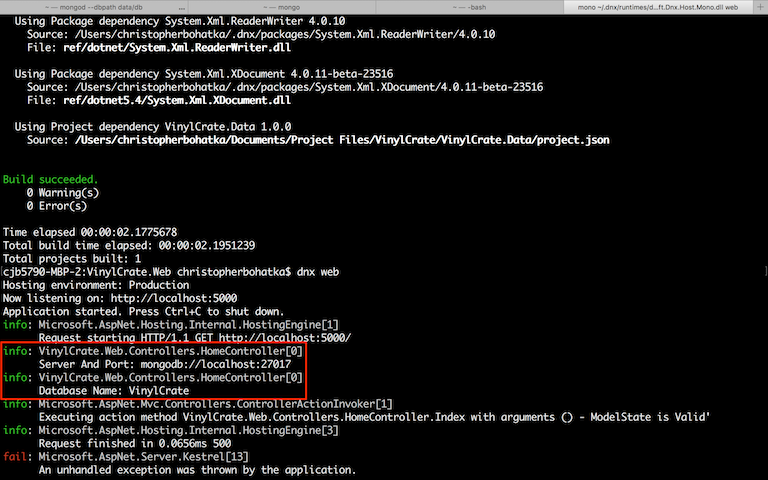 — mongod --dbpath data/db
...
— mongo
— -bash
mono ~/.dnx/runtimes/d...ft.Dnx.Host.Mono.dll web
Using Package dependency System.Xml.ReaderWriter 4.0.10
Source: /Users/christopherbohatka/.dnx/packages/System.Xml.ReaderWriter/4.0.10
File: ref/dotnet/System.Xml.ReaderWriter.dll
Using Package dependency System.Xml.XDocument 4.0.11-beta-23516
Source: /Users/christopherbohatka/.dnx/packages/System.Xml.XDocument/4.0.11-beta-23516
File: ref/dotnet5.4/System.Xml.XDocument.dll
Using Project dependency VinylCrate.Data 1.0.0
Source: /Users/christopherbohatka/Documents/Project Files/VinylCrate/VinylCrate.Data/project.json
Build succeeded.
0 Warning(s)
0 Error(s)
Time elapsed 00:00:02.1775678
Total build time elapsed: 00:00:02.1951239
Total projects built: 1
[cjb5790-MBP-2:VinylCrate.Web christopherbohatka$ dnx web
Hosting environment: Production
Now listening on: http://localhost:5000
Application started. Press Ctrl+C to shut down.
info: Microsoft.AspNet.Hosting.Internal.HostingEngine[1]
Request starting HTTP/1.1 GET http://localhost:5000/
info: VinylCrate.Web.Controllers.HomeController[0]
Server And Port: mongodb://localhost:27017
info: VinylCrate.Web.Controllers.HomeController[0]
Database Name: VinylCrate
info: Microsoft.AspNet.Mvc.Controllers.ControllerActionInvoker[1]
Executing action method VinylCrate.Web.Controllers.HomeController.Index with arguments () - ModelState is Valid'
info: Microsoft.AspNet.Hosting.Internal.HostingEngine[3]
Request finished in 0.0656ms 500
fail: Microsoft.AspNet.Server.Kestrel[13]
An unhandled exception was thrown by the application.